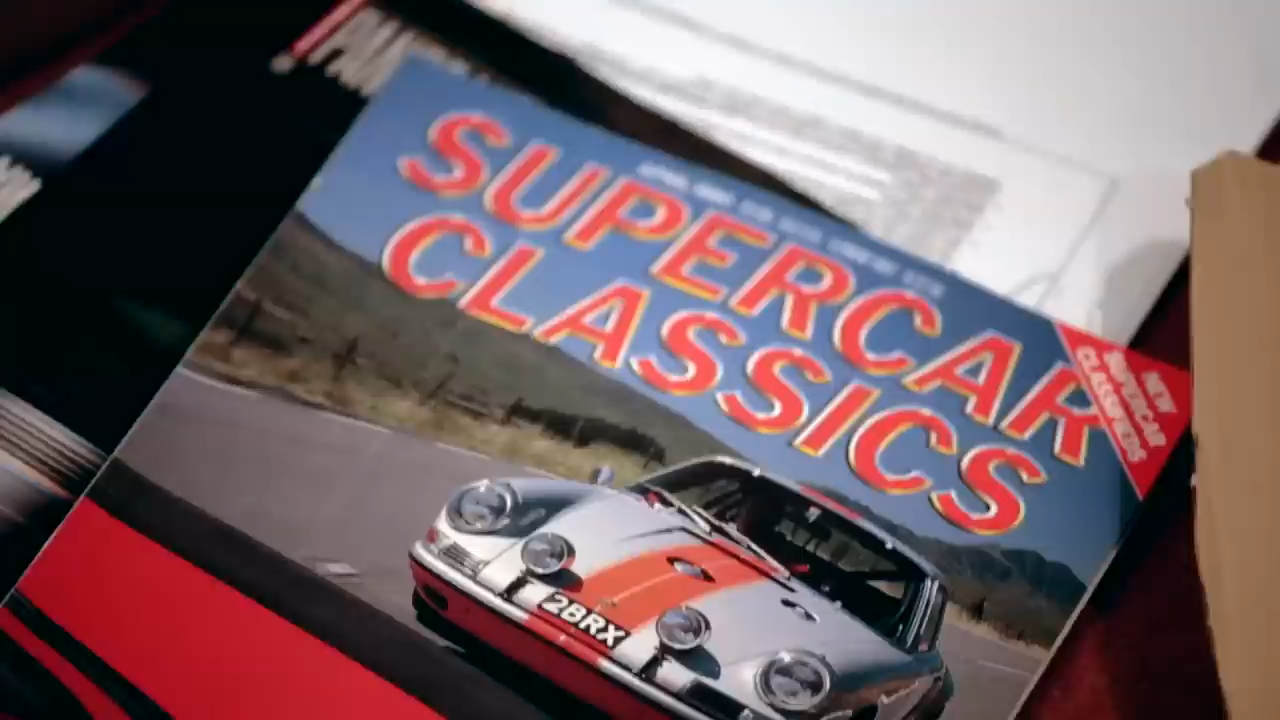 SUPERCAR
CLASSICS
NEW
SUPERCAR
CLASSIFIEDS
2BRX